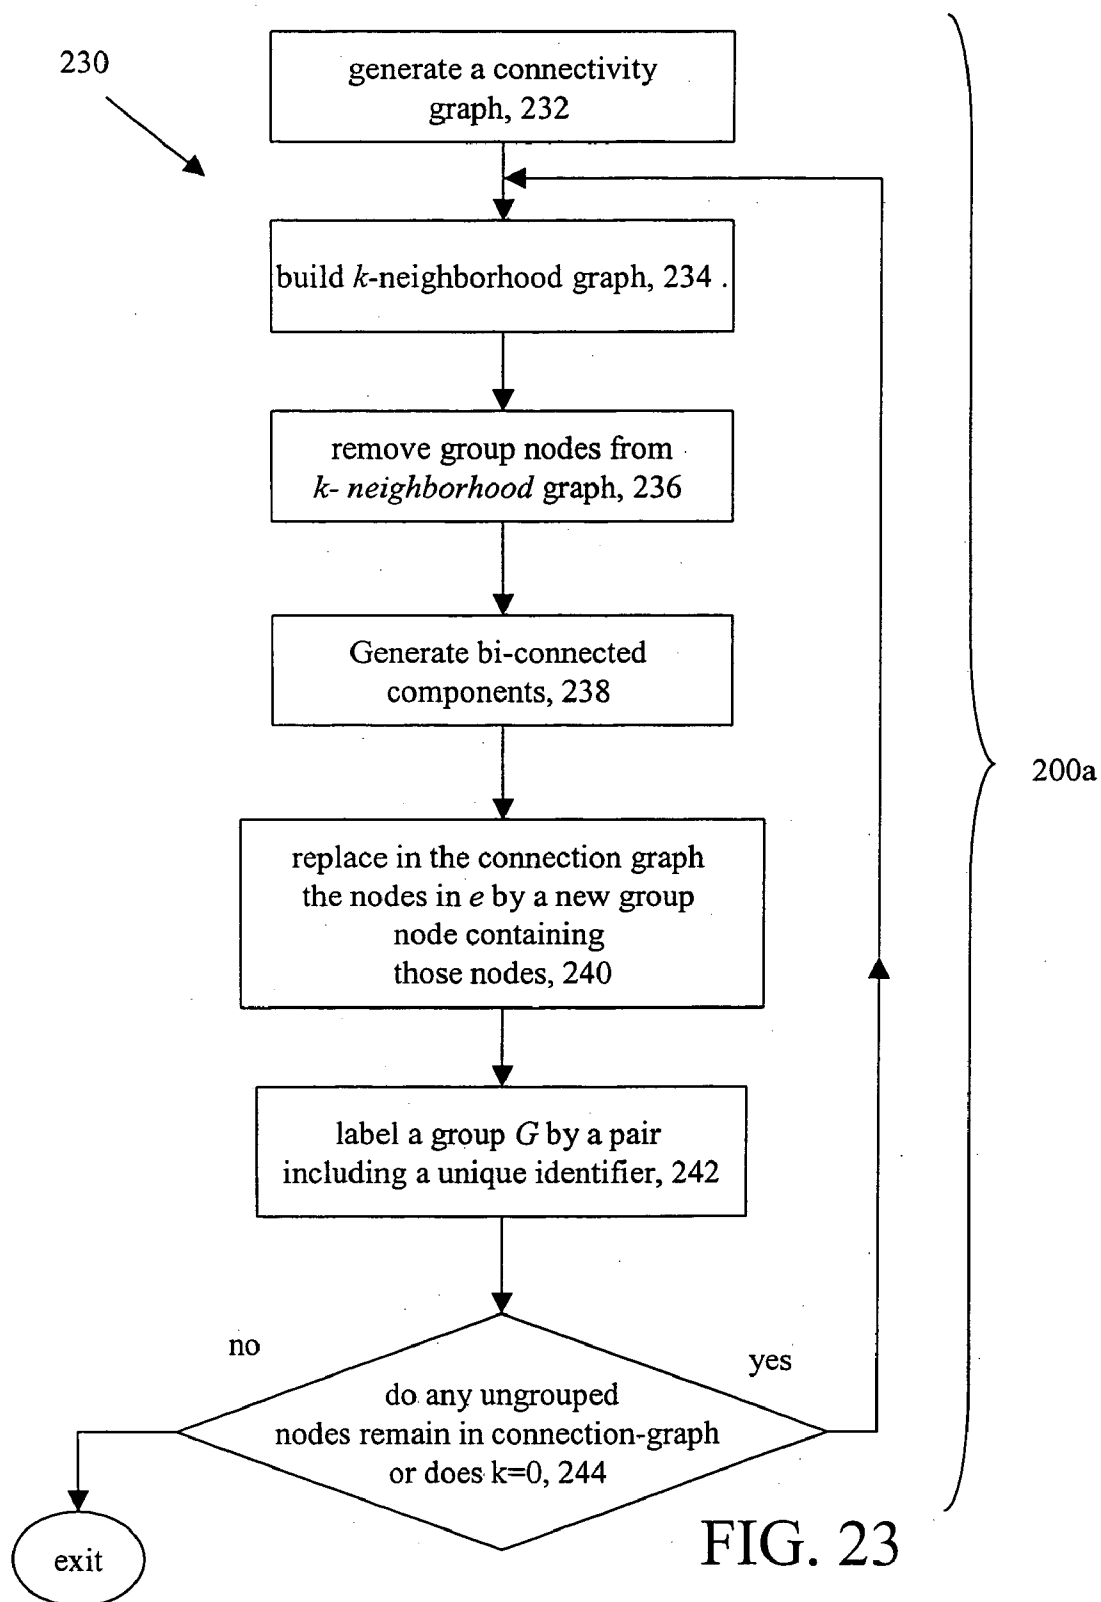 230
generate a connectivity
graph, 232
build k-neighborhood graph, 234 .
remove group nodes from
k- neighborhood graph, 236
Generate bi-connected
components, 238
200a
replace in the connection graph
the nodes in e by a new group
node containing
those nodes, 240
label a group G by a pair
including a unique identifier, 242
no
yes
do any ungrouped
nodes remain in connection-graph
or does k=0, 244
exit
FIG. 23